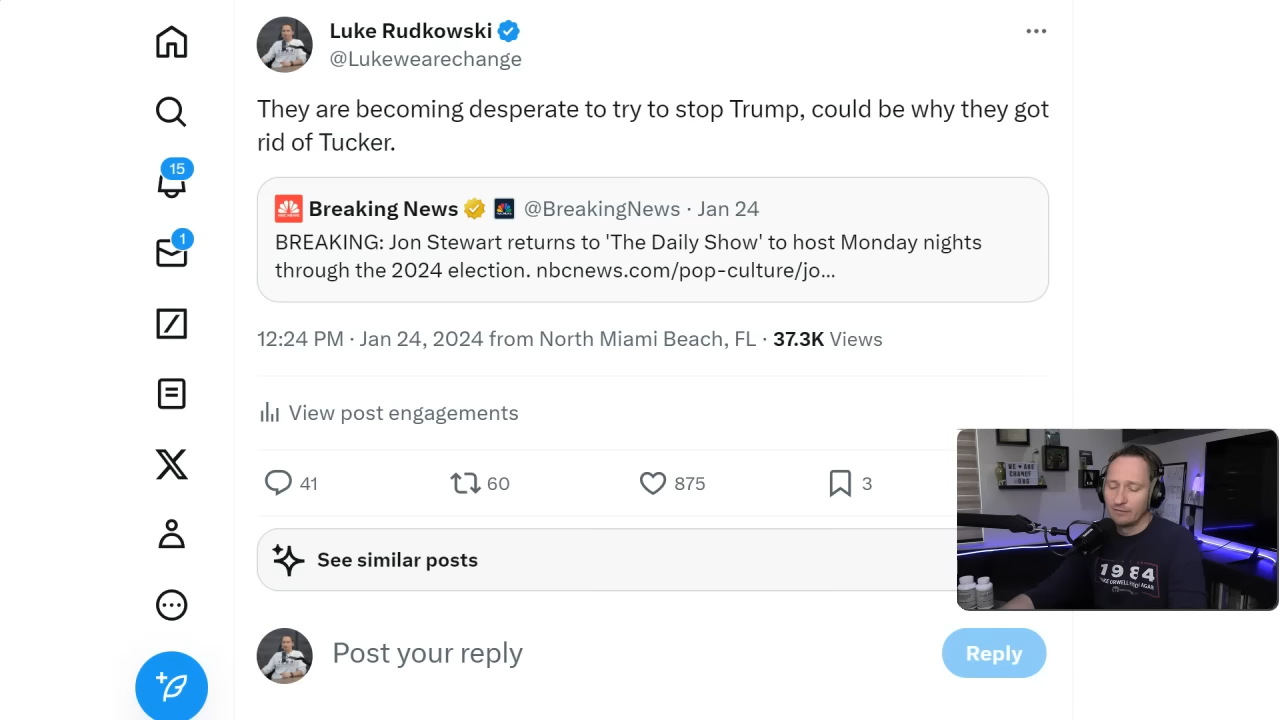 Luke Rudkowski
@Lukewearechange
They are becoming desperate to try to stop Trump, could be why they got
rid of Tucker.
Breaking News @BreakingNews · Jan 24
BREAKING: Jon Stewart returns to 'The Daily Show' to host Monday nights
through the 2024 election. nbcnews.com/pop-culture/jo...
12:24 PM · Jan 24, 2024 from North Miami Beach, FL · 37.3K Views
View post engagements
41 60 875 3
See similar posts
Post your reply
Reply
15
1
WE ♥ ARE
CHANGE
1984